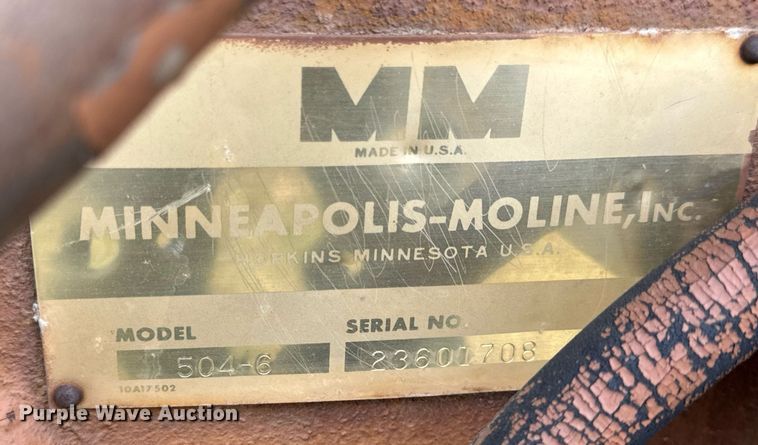 MM
MADE IN U.S.A.
MINNEAPOLIS-MOLINE, INC.
HOPKINS MINNESOTA U.S.A.
MODEL SERIAL NO.
504-6 23601708
10A17502
Purple Wave Auction